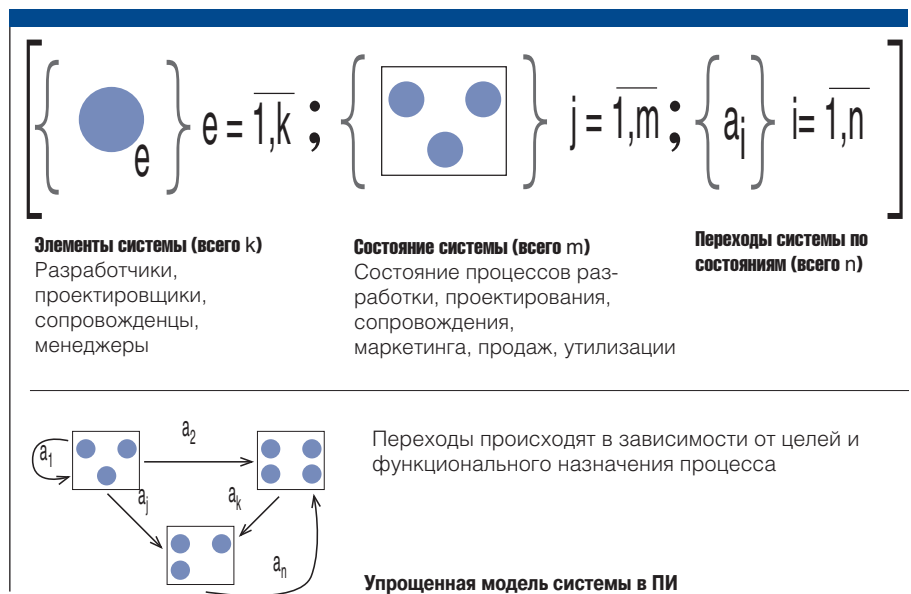 [ { e } e = 1,k ; { } j = 1,m ; { ai } i= 1,n ]
Элементы системы (всего k)
Разработчики,
проектировщики,
сопровожденцы,
менеджеры
Состояние системы (всего m)
Состояние процессов раз-
работки, проектирования,
сопровождения,
маркетинга, продаж, утилизации
Переходы системы по
состояниям (всего n)
a1
a2
aj
ak
an
Переходы происходят в зависимости от целей и
функционального назначения процесса
Упрощенная модель системы в ПИ